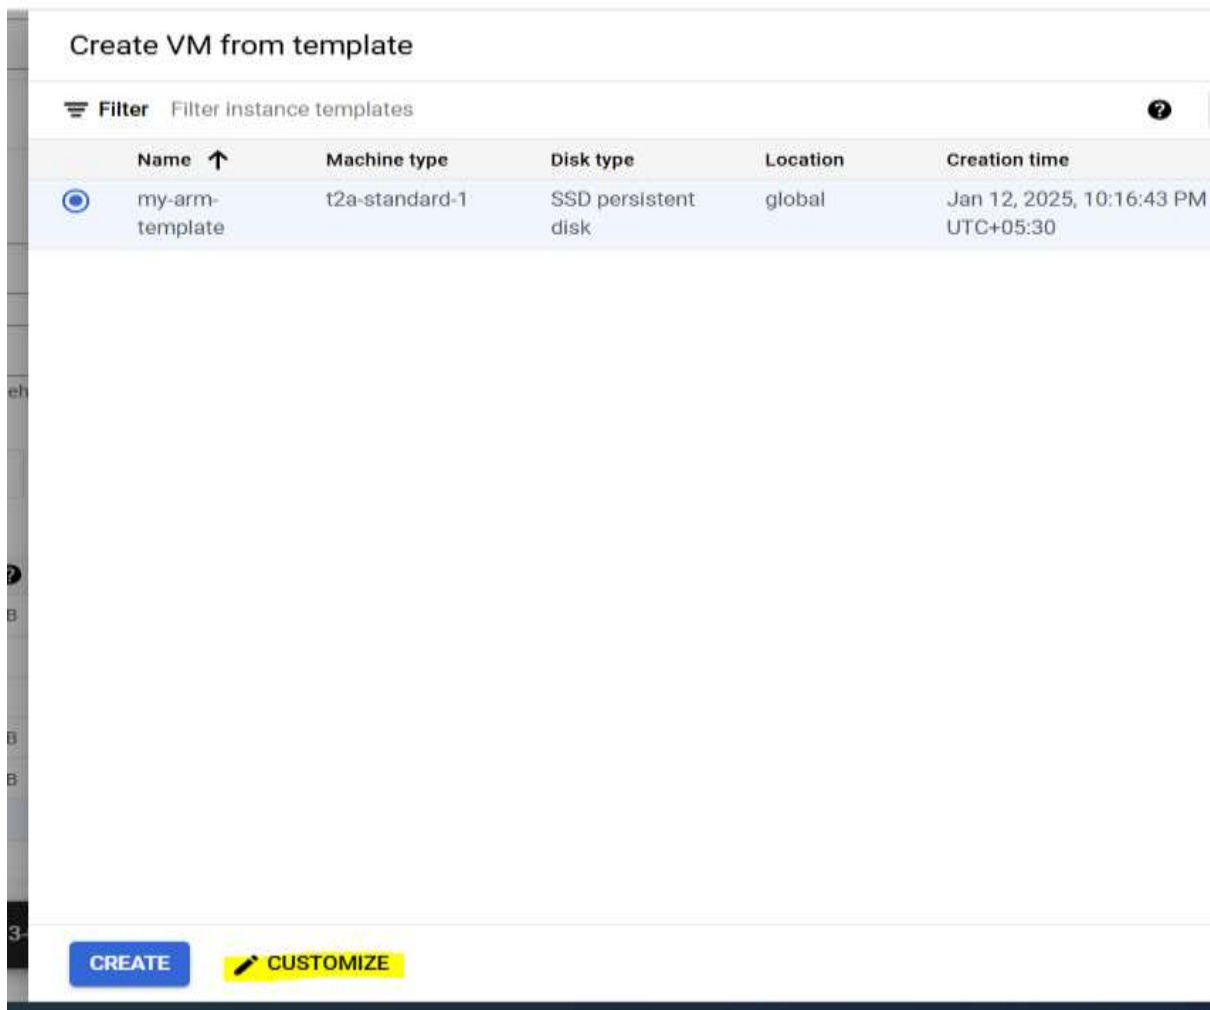 Create VM from template
Filter Filter instance templates
Name Machine type Disk type Location Creation time
my-arm- t2a-standard-1 SSD persistent global Jan 12, 2025, 10:16:43 PM
template disk UTC+05:30
eh
B
B
B
3-
CREATE CUSTOMIZE